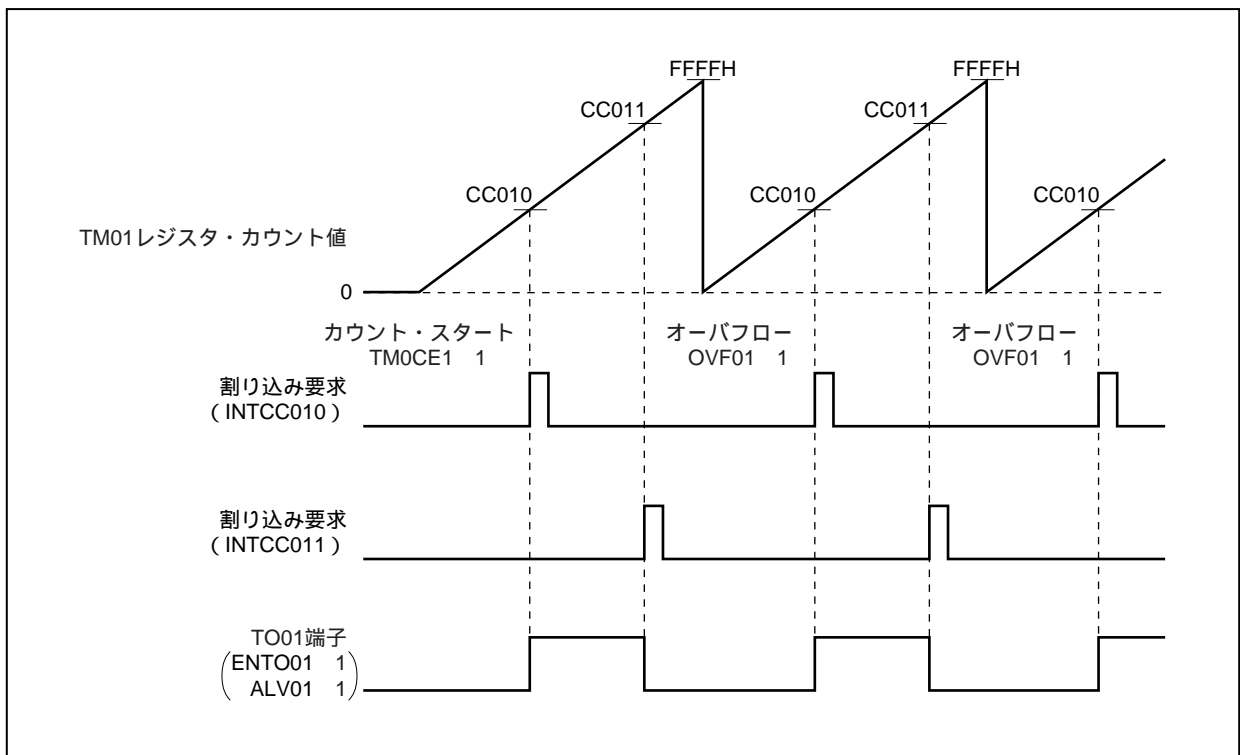 FFFFH
FFFFH
CC011
CC011
CC010
CC010
CC010
TM01レジスタ・カウント値
0
カウント・スタート
TM0CE1 1
オーバフロー
OVF01 1
オーバフロー
OVF01 1
割り込み要求
（INTCC010）
割り込み要求
（INTCC011）
TO01端子
ENTO01 1
ALV01 1